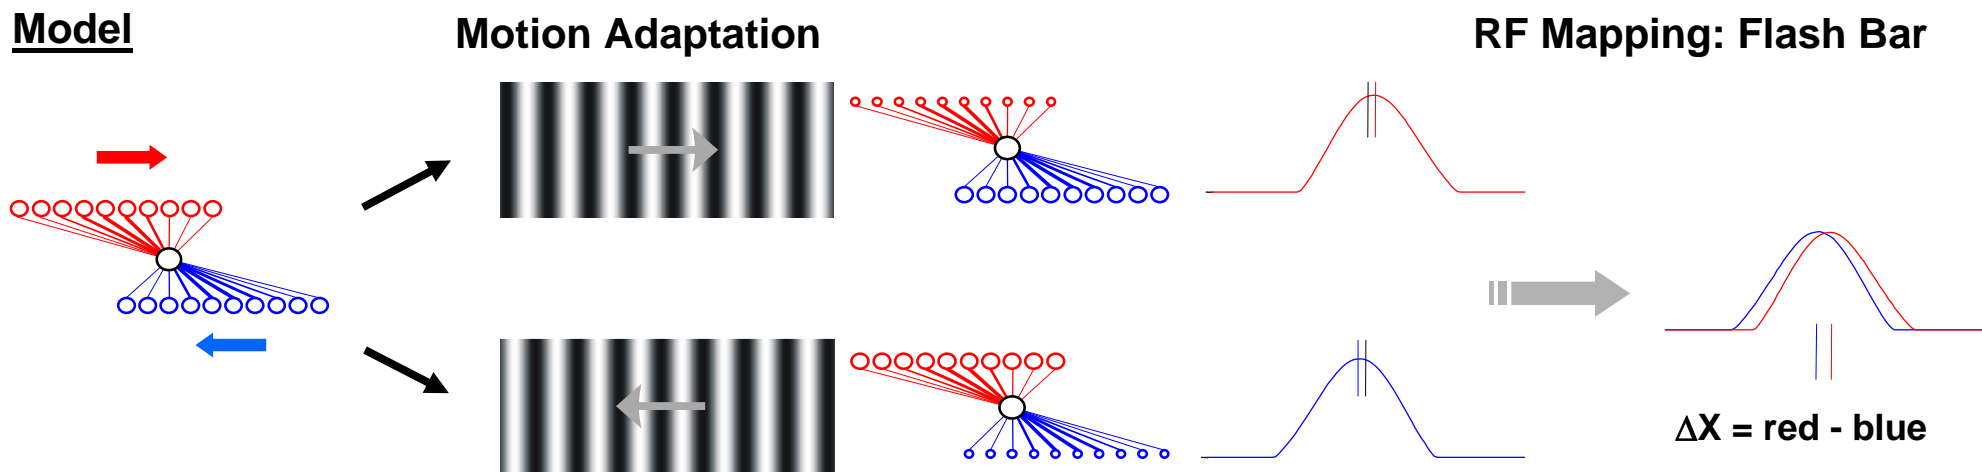 Model
Motion Adaptation
RF Mapping: Flash Bar
ΔX = red - blue